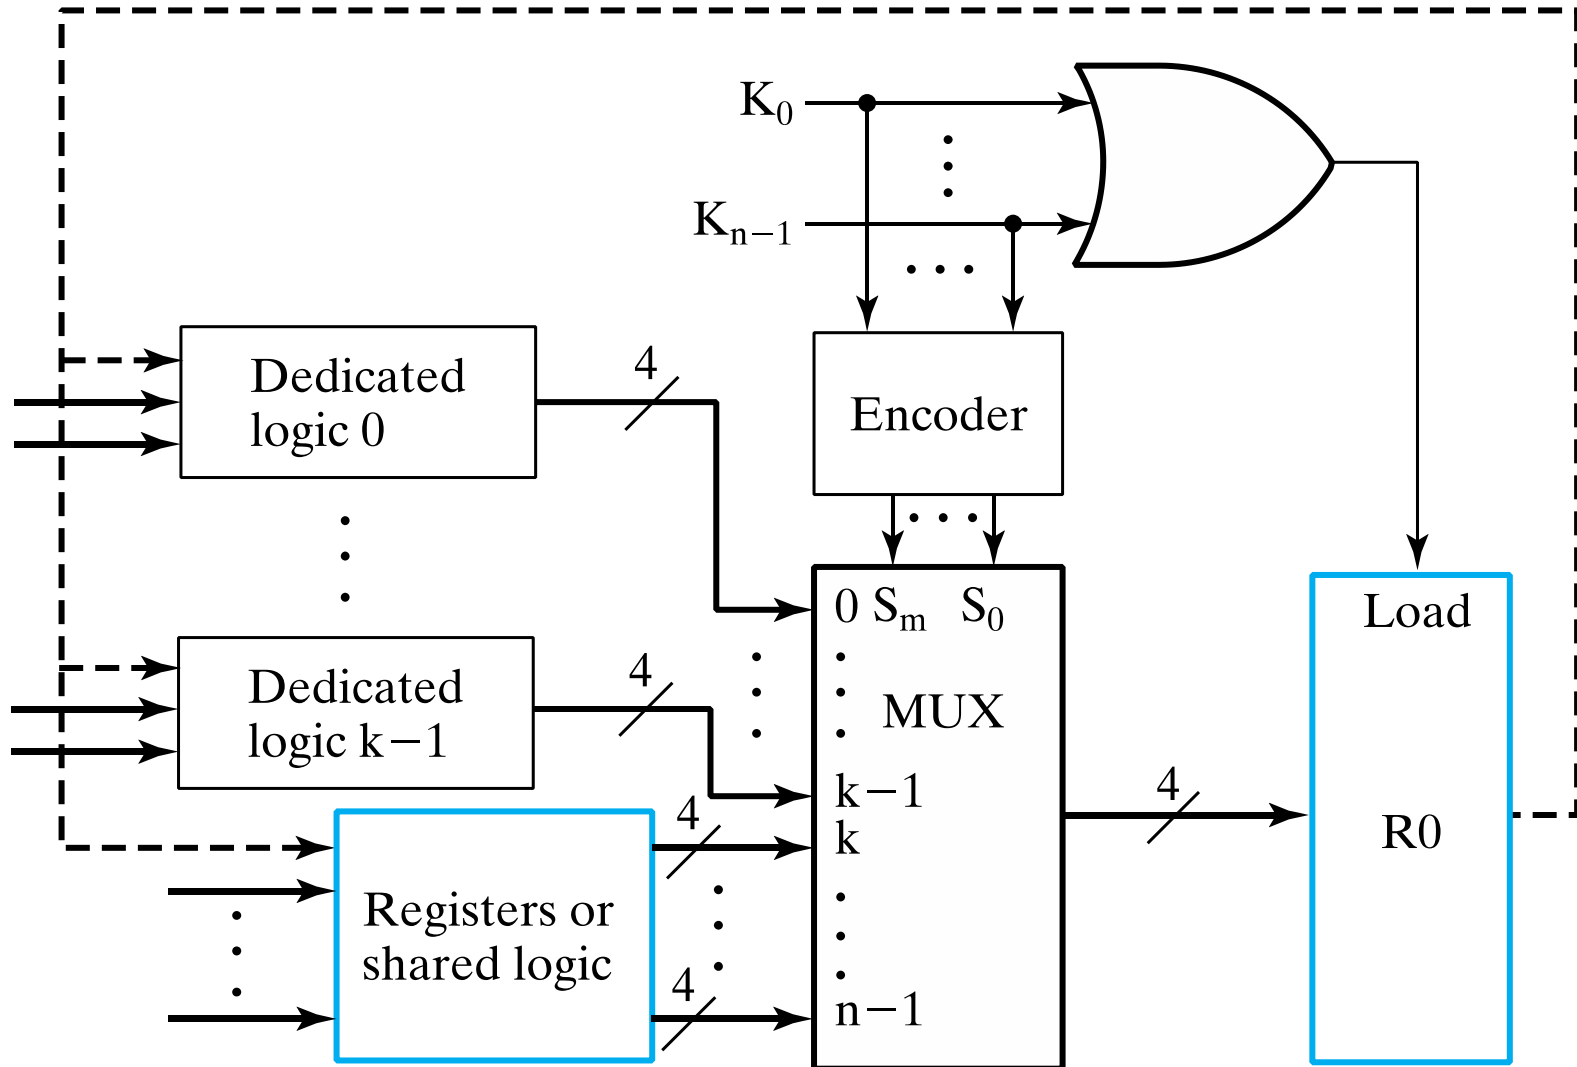 K0
Kn−1
Dedicated
logic 0
4
Encoder
0 Sm S0
Load
Dedicated
logic k−1
4
MUX
k−1
4
k
4
R0
Registers or
shared logic
4
n−1